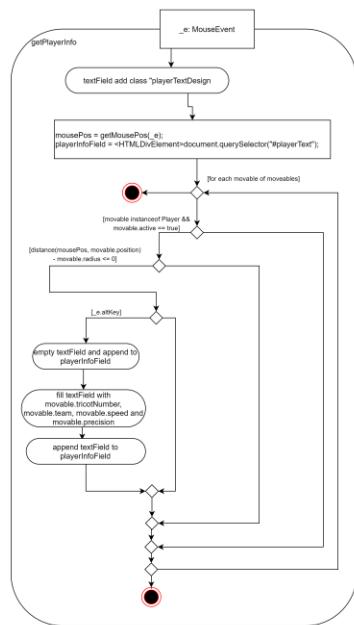 _e: MouseEvent
getPlayerInfo
textField add class "playerTextDesign
mousePos = getMousePos(_e);
playerInfoField = <HTMLDivElement>document.querySelector("#playerText");
[for each movable of moveables]
[movable instanceof Player &&
movable.active == true]
[distance(mousePos, movable.position)
- movable.radius <= 0]
[_e.altKey]
empty textField and append to
playerInfoField
fill textField with
movable.tricotNumber,
movable.team, movable.speed and
movable.precision
append textField to
playerInfoField